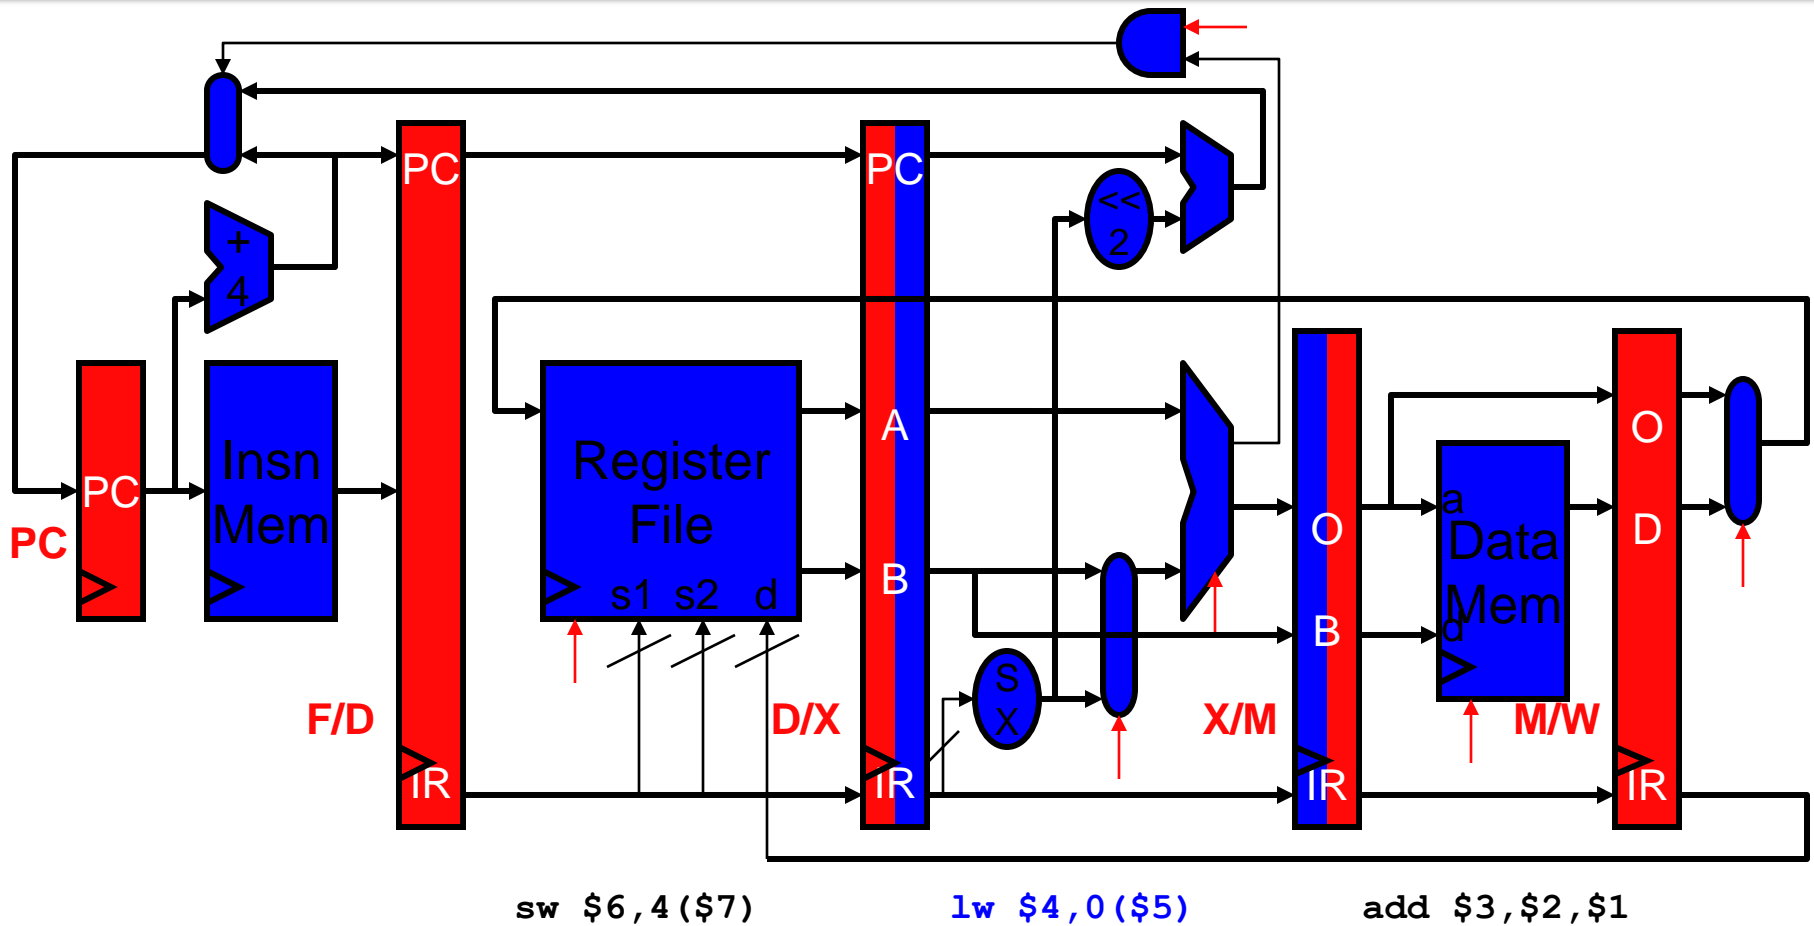 PC
PC
<<
2
+
4
Insn
Mem
PC
PC
Register
File
s1 s2 d
A
B
S
X
O
B
a
Data
Mem
d
O
D
F/D
D/X
X/M
M/W
IR
IR
IR
IR
sw $6,4($7)
lw $4,0($5)
add $3,$2,$1